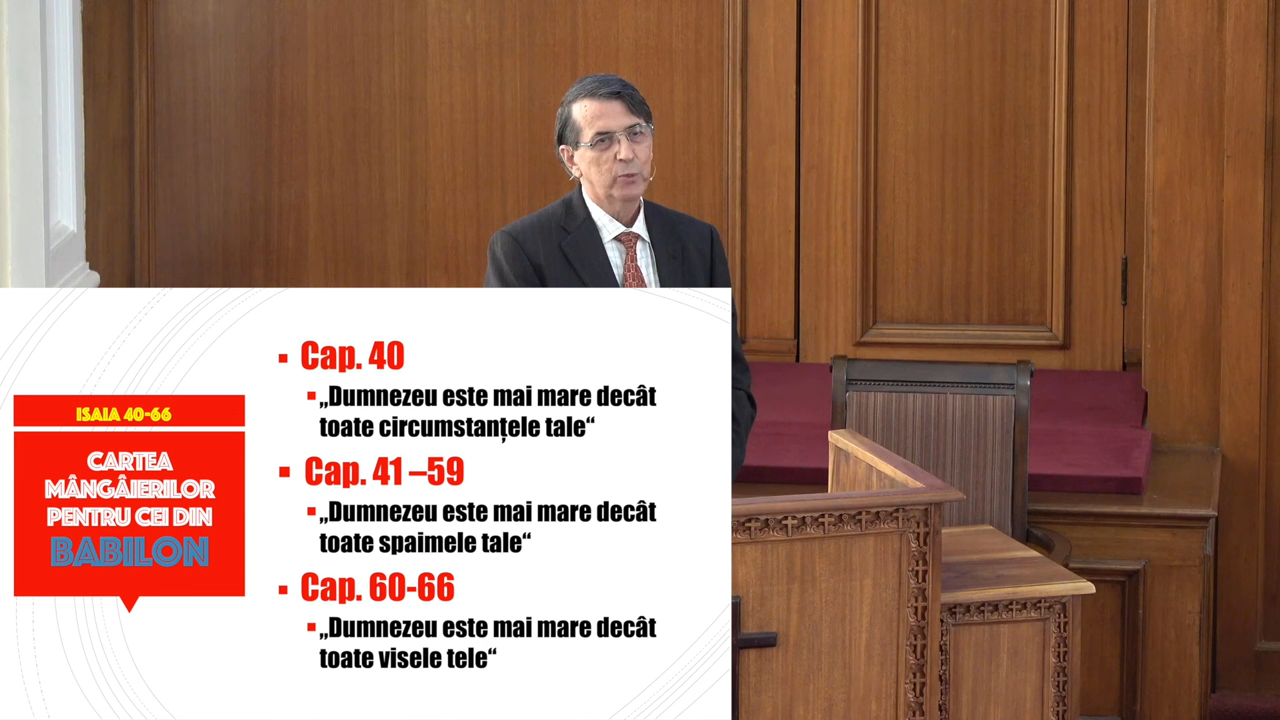 ISAIA 40-66
CARTEA
MÂNGÂIERILOR
PENTRU CEI DIN
BABILON
Cap. 40
„Dumnezeu este mai mare decât
toate circumstanțele tale“
Cap. 41 –59
„Dumnezeu este mai mare decât
toate spaimele tale“
Cap. 60-66
„Dumnezeu este mai mare decât
toate visele tele“